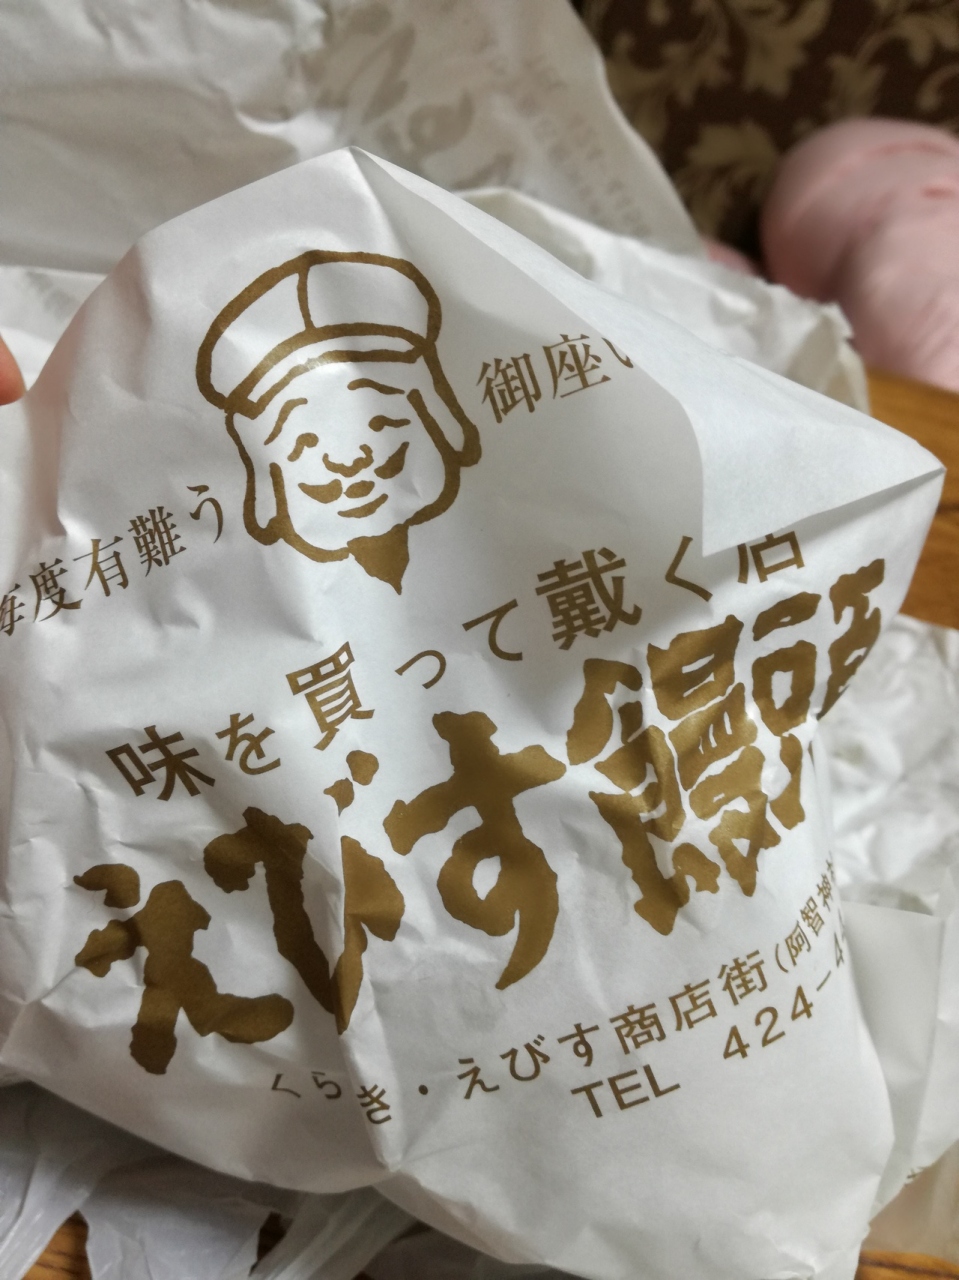 毎度有難う
御座い
味を買って戴く店
えびす饅頭
くらき・えびす商店街(阿智神社
TEL 424-4